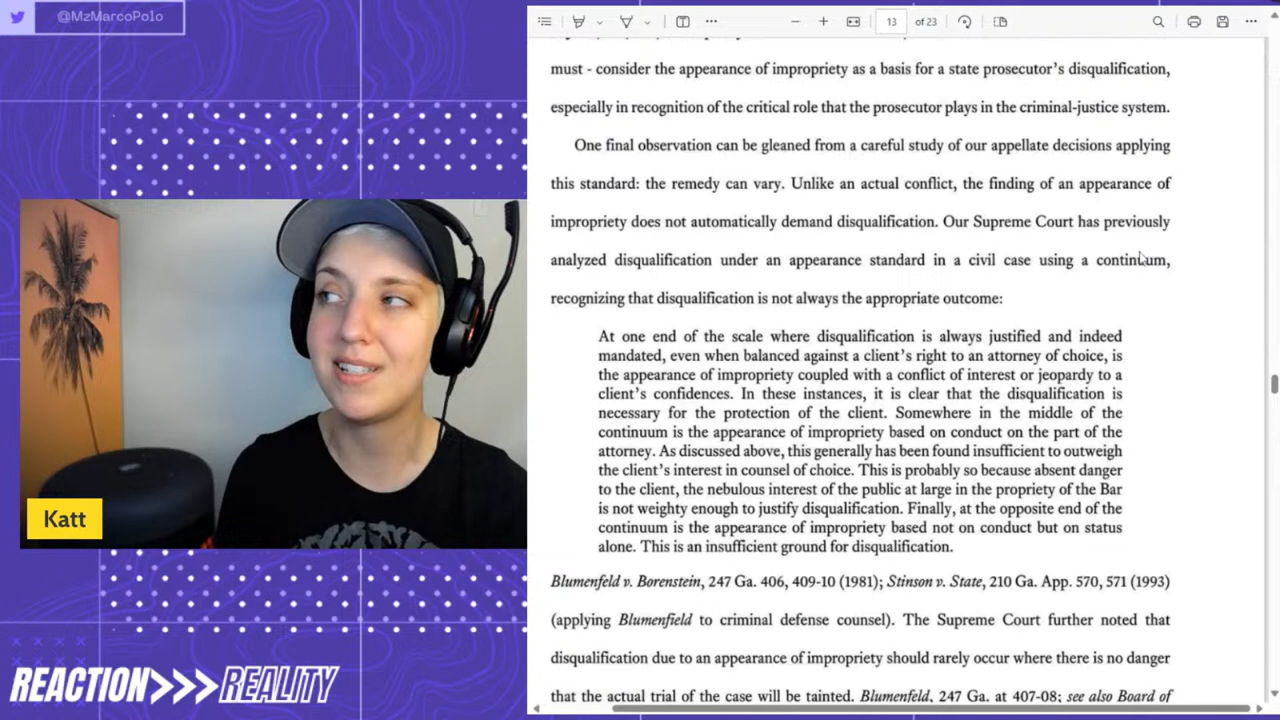 @MzMarcoPolo
13 of 23
must - consider the appearance of impropriety as a basis for a state prosecutor's disqualification,
especially in recognition of the critical role that the prosecutor plays in the criminal-justice system.
One final observation can be gleaned from a careful study of our appellate decisions applying
this standard: the remedy can vary. Unlike an actual conflict, the finding of an appearance of
impropriety does not automatically demand disqualification. Our Supreme Court has previously
analyzed disqualification under an appearance standard in a civil case using a continuum,
recognizing that disqualification is not always the appropriate outcome:
At one end of the scale where disqualification is always justified and indeed
mandated, even when balanced against a client's right to an attorney of choice, is
the appearance of impropriety coupled with a conflict of interest or jeopardy to a
client's confidences. In these instances, it is clear that the disqualification is
necessary for the protection of the client. Somewhere in the middle of the
continuum is the appearance of impropriety based on conduct on the part of the
attorney. As discussed above, this generally has been found insufficient to outweigh
the client's interest in counsel of choice. This is probably so because absent danger
to the client, the nebulous interest of the public at large in the propriety of the Bar
is not weighty enough to justify disqualification. Finally, at the opposite end of the
continuum is the appearance of impropriety based not on conduct but on status
alone. This is an insufficient ground for disqualification.
Blumenfeld v. Borenstein, 247 Ga. 406, 409-10 (1981); Stinson v. State, 210 Ga. App. 570, 571 (1993)
(applying Blumenfield to criminal defense counsel). The Supreme Court further noted that
disqualification due to an appearance of impropriety should rarely occur where there is no danger
that the actual trial of the case will be tainted. Blumenfeld, 247 Ga. at 407-08; see also Board of
Katt
REACTION>>>REALITY